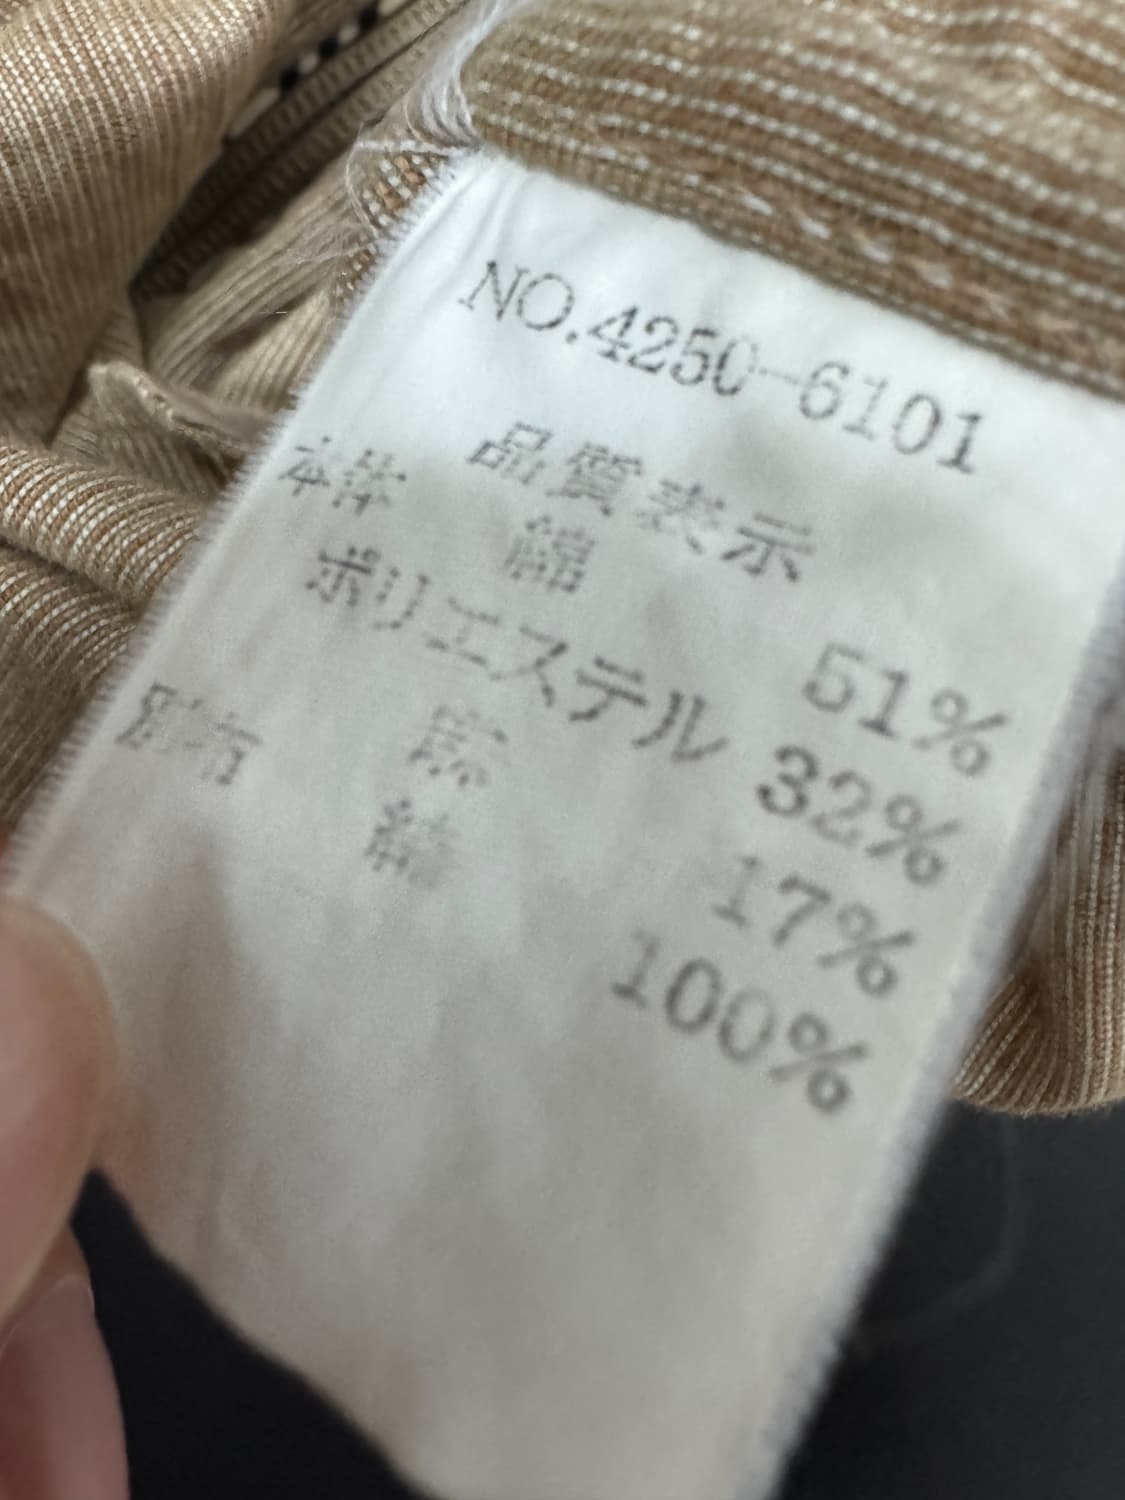 NO.4250-6101
品質表示
本体 綿 51%
ポリエステル 32%
麻 17%
別布 綿 100%